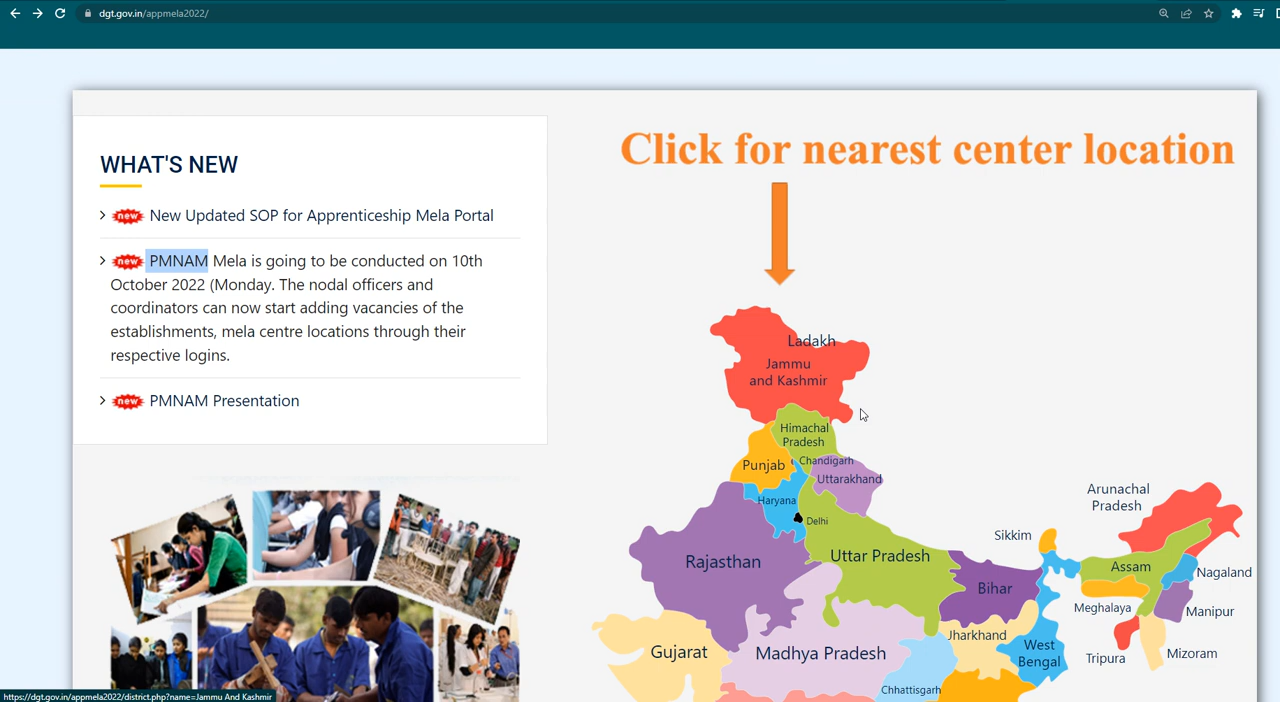 dgt.gov.in/appmela2022/
WHAT'S NEW
new New Updated SOP for Apprenticeship Mela Portal
new PMNAM Mela is going to be conducted on 10th
October 2022 (Monday. The nodal officers and
coordinators can now start adding vacancies of the
establishments, mela centre locations through their
respective logins.
new PMNAM Presentation
Click for nearest center location
Ladakh
Jammu
and Kashmir
Himachal
Pradesh
Punjab
Chandigarh
Uttarakhand
Haryana
Delhi
Rajasthan
Uttar Pradesh
Arunachal
Pradesh
Sikkim
Assam
Nagaland
Bihar
Meghalaya
Manipur
Jharkhand
West
Bengal
Tripura
Mizoram
Gujarat
Madhya Pradesh
Chhattisgarh
https://dgt.gov.in/appmela2022/district.php?name=Jammu And Kashmir